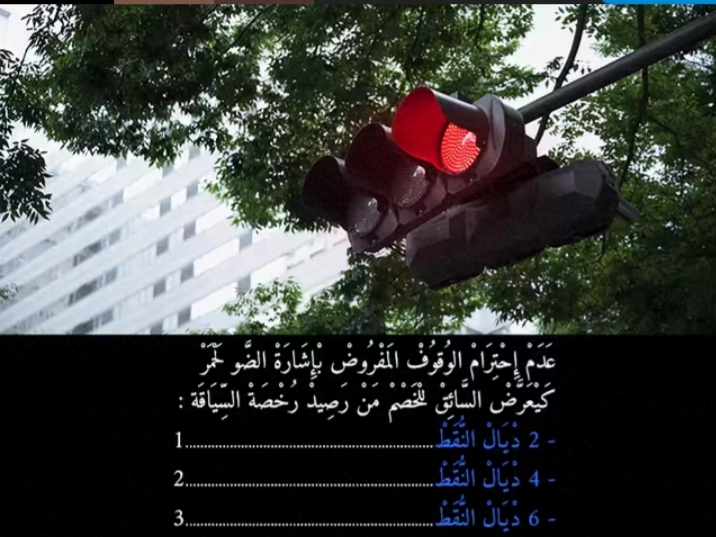 عَدَمْ إِحْتِرَامْ الوُقُوفْ المَفْرُوضْ بْإِشَارَةْ الضَّو لَحْمَرْ
كَيْعَرَّضْ السَّائِقْ لْلْخَصْمْ مَنْ رَصِيدْ رُخْصَةْ السِّيَاقَة :
- 2 دْيَالْ النُّقَطْ..........................................1
- 4 دْيَالْ النُّقَطْ..........................................2
- 6 دْيَالْ النُّقَطْ..........................................3